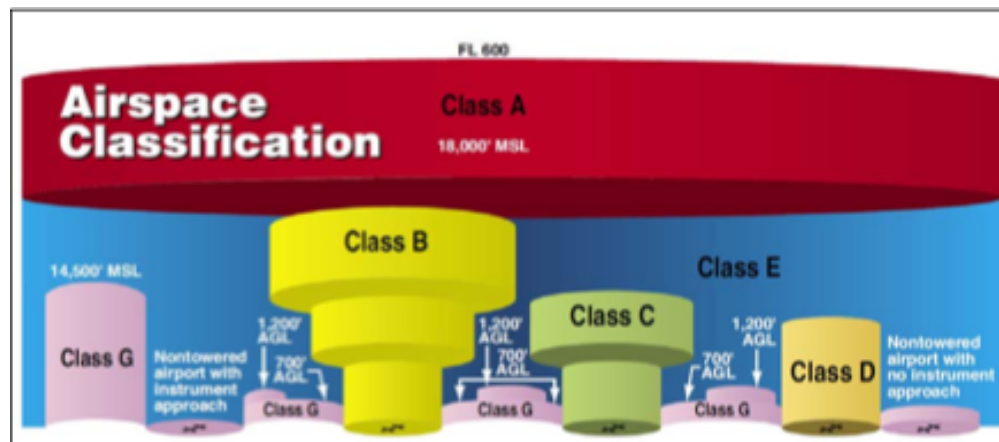 FL 600
Airspace
Classification
Class A
18,000' MSL
Class B
Class E
14,500' MSL
Class C
1,200'
AGL
1,200'
AGL
1,200'
AGL
700'
AGL
700'
AGL
700'
AGL
Class G
Nontowered
airport with
instrument
approach
Class D
Nontowered
airport with
no instrument
approach
Class G
Class G
Class G